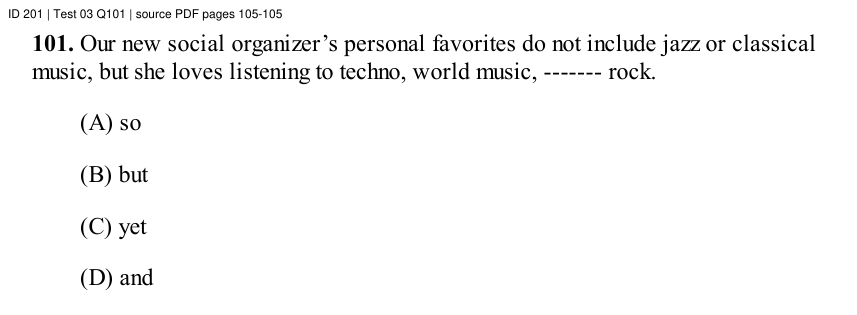 ID 201 | Test 03 Q101 | source PDF pages 105-105
101. Our new social organizer’s personal favorites do not include jazz or classical
music, but she loves listening to techno, world music, ------- rock.
(A) so
(B) but
(C) yet
(D) and